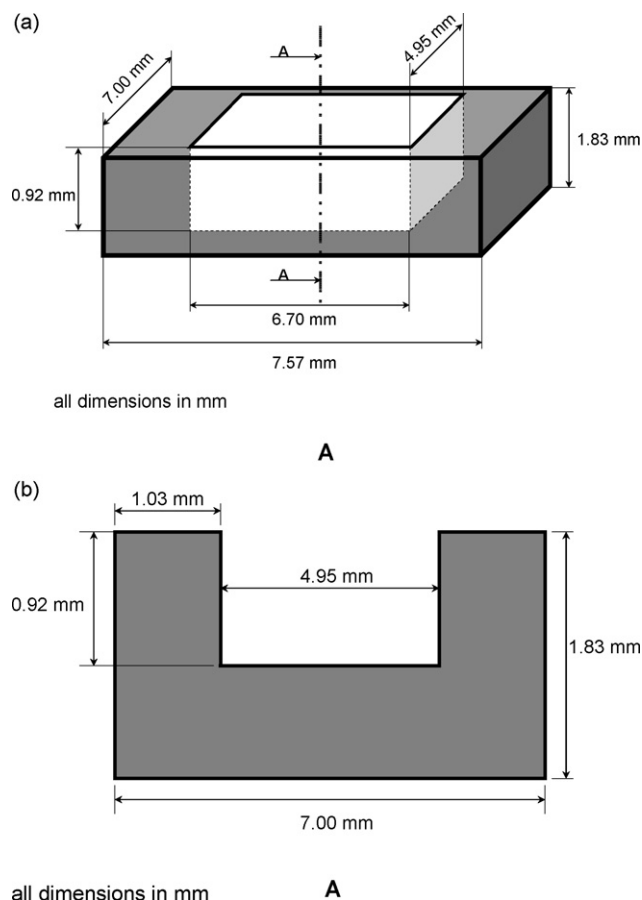 (a)
7.00 mm
A
4.95 mm
1.83 mm
0.92 mm
A
6.70 mm
7.57 mm
all dimensions in mm
A
(b)
1.03 mm
4.95 mm
0.92 mm
1.83 mm
7.00 mm
all dimensions in mm
A